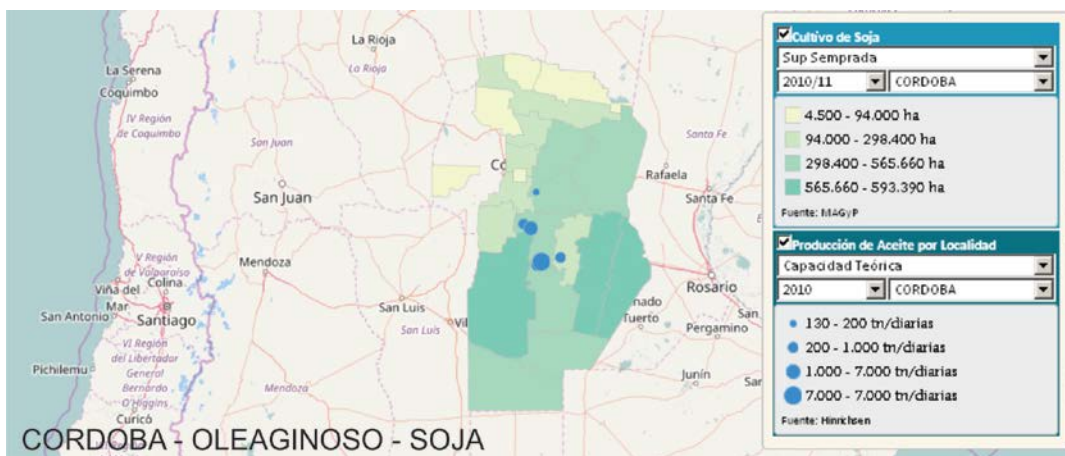 La Rioja
La Rioja
La Serena
Coquimbo
IV Región
de Coquimbo
San Juan
San Juan
Santa Fe
Rafaela
Santa Fe
V Región
de Valparaíso
Viña del
Mar
Colina
San Antonio
Santiago
Mendoza
San Luis
San Luis
Rosario
Tuerto
Pergamino
VI Región
del Libertador
General
Bernardo
O'Higgins
Pichilemu
Mendoza
Junín
Curicó
CORDOBA - OLEAGINOSO - SOJA
Cultivo de Soja
Sup Semprada
2010/11 CORDOBA
4.500 - 94.000 ha
94.000 - 298.400 ha
298.400 - 565.660 ha
565.660 - 593.390 ha
Fuente: MAGyP
Producción de Aceite por Localidad
Capacidad Teórica
2010 CORDOBA
130 - 200 tn/diarias
200 - 1.000 tn/diarias
1.000 - 7.000 tn/diarias
7.000 - 7.000 tn/diarias
Fuente: Hinrichsen